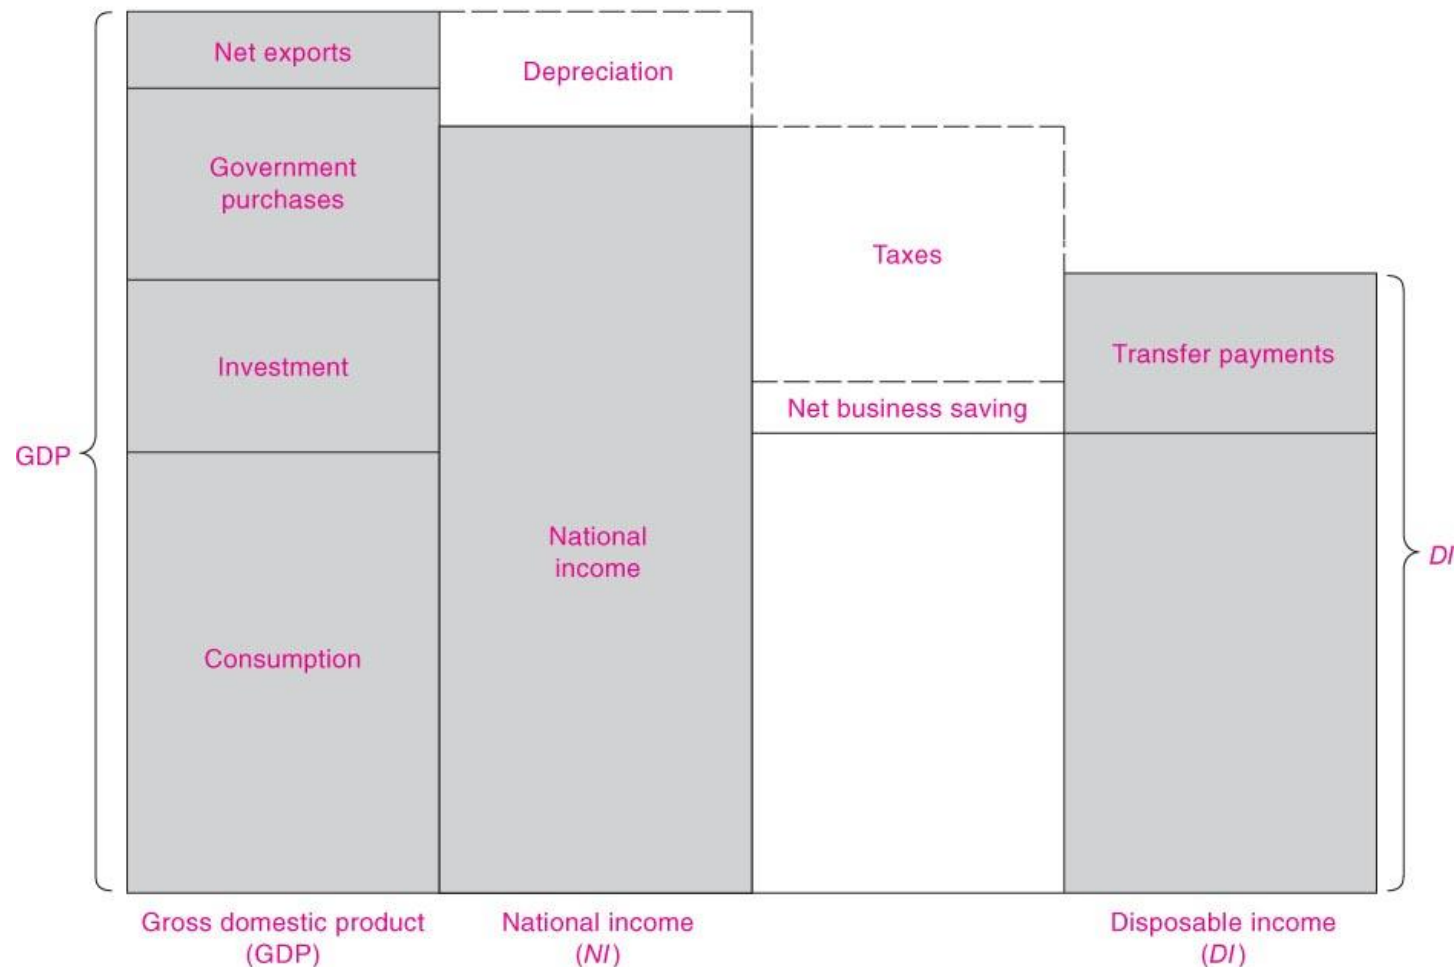 Net exports
Depreciation
Government
purchases
Taxes
Investment
Transfer payments
Net business saving
GDP
National
income
DI
Consumption
Gross domestic product
(GDP)
National income
(NI)
Disposable income
(DI)